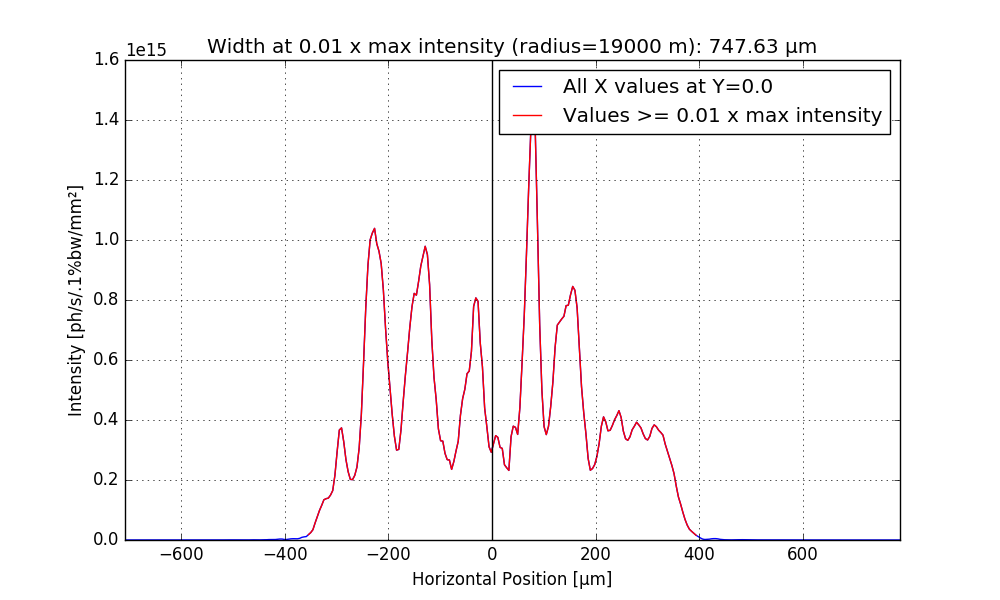 Width at 0.01 x max intensity (radius=19000 m): 747.63 µm
1e15
All X values at Y=0.0
Values >= 0.01 x max intensity
1.6
1.4
1.2
1.0
0.8
0.6
0.4
0.2
0.0
Intensity [ph/s/.1%bw/mm²]
−600
−400
−200
0
200
400
600
Horizontal Position [µm]